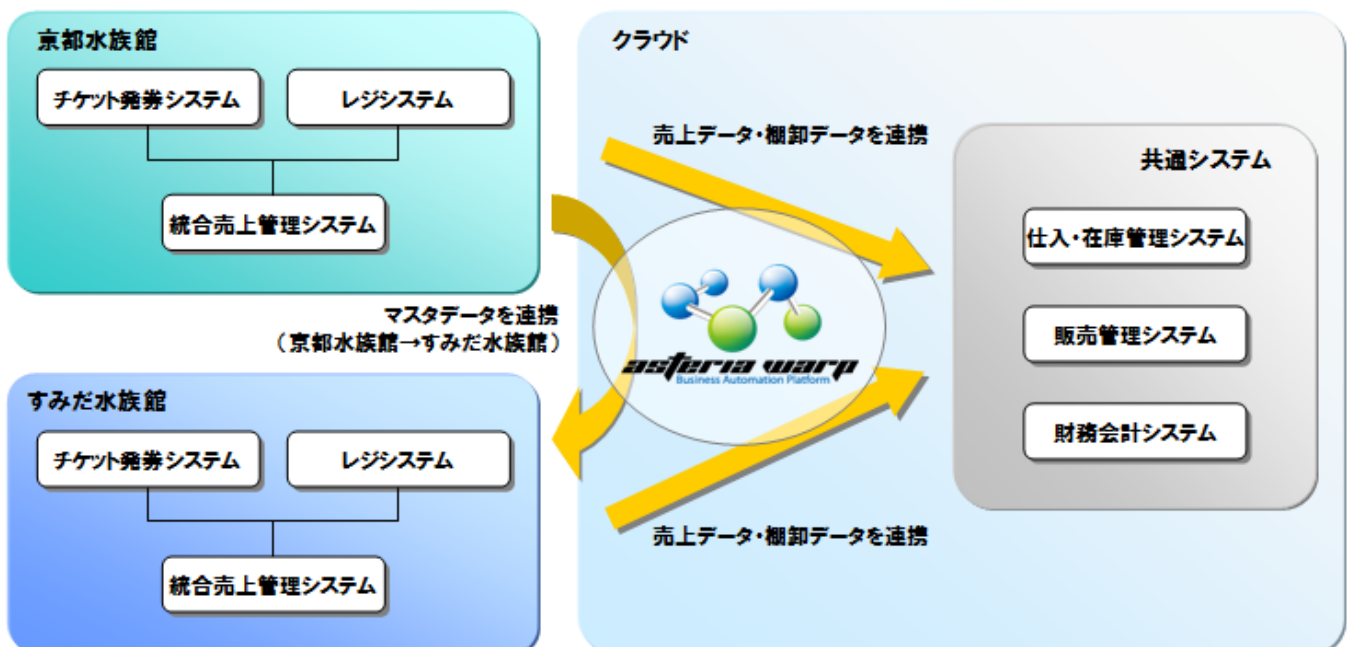 京都水族館
チケット発券システム
レジシステム
統合売上管理システム
マスタデータを連携
（京都水族館→すみだ水族館）
すみだ水族館
チケット発券システム
レジシステム
統合売上管理システム
クラウド
売上データ・棚卸データを連携
asteria warp
Business Automation Platform
売上データ・棚卸データを連携
共通システム
仕入・在庫管理システム
販売管理システム
財務会計システム